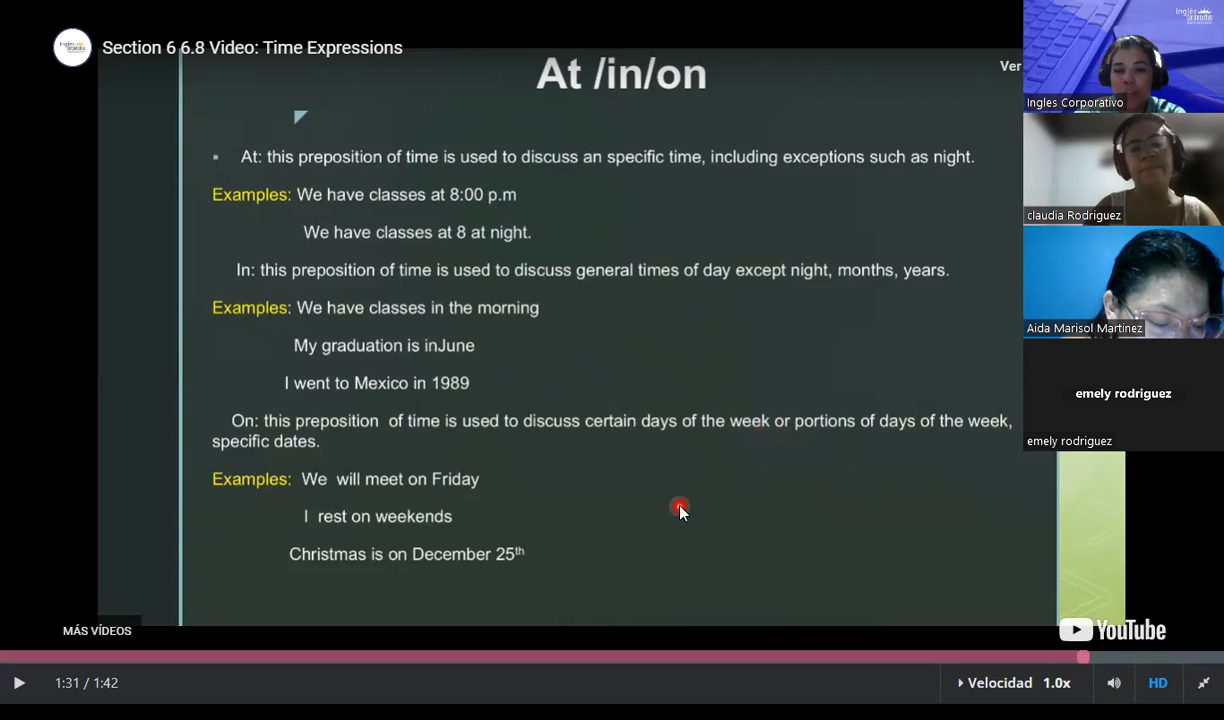 Section 6 6.8 Video: Time Expressions
At /in/on
Ver
Inglés
Corporativo
Ingles Corporativo
At: this preposition of time is used to discuss an specific time, including exceptions such as night.
claudia Rodriguez
Examples: We have classes at 8:00 p.m
We have classes at 8 at night.
In: this preposition of time is used to discuss general times of day except night, months, years.
Examples: We have classes in the morning
Aida Marisol Martinez
My graduation is inJune
I went to Mexico in 1989
emely rodriguez
On: this preposition of time is used to discuss certain days of the week or portions of days of the week,
specific dates.
emely rodriguez
Examples: We will meet on Friday
I rest on weekends
Christmas is on December 25th
MÁS VÍDEOS
YouTube
1:31 / 1:42
Velocidad 1.0x
HD